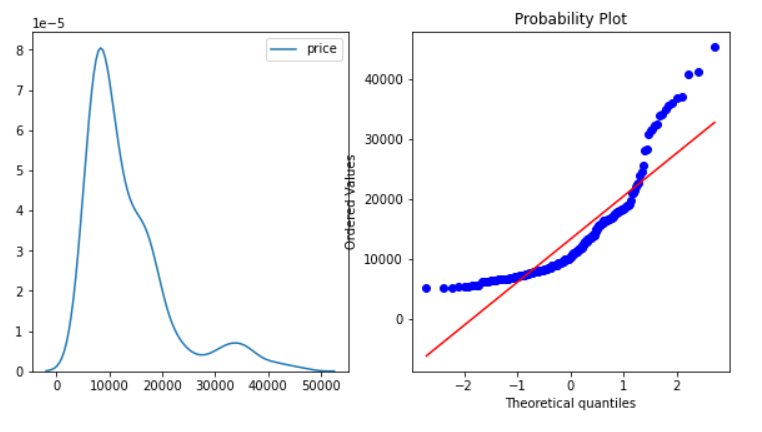 1e−5
price
8
7
6
5
4
3
2
1
0
0 10000 20000 30000 40000 50000
Probability Plot
Ordered Values
40000
30000
20000
10000
0
−2 −1 0 1 2
Theoretical quantiles